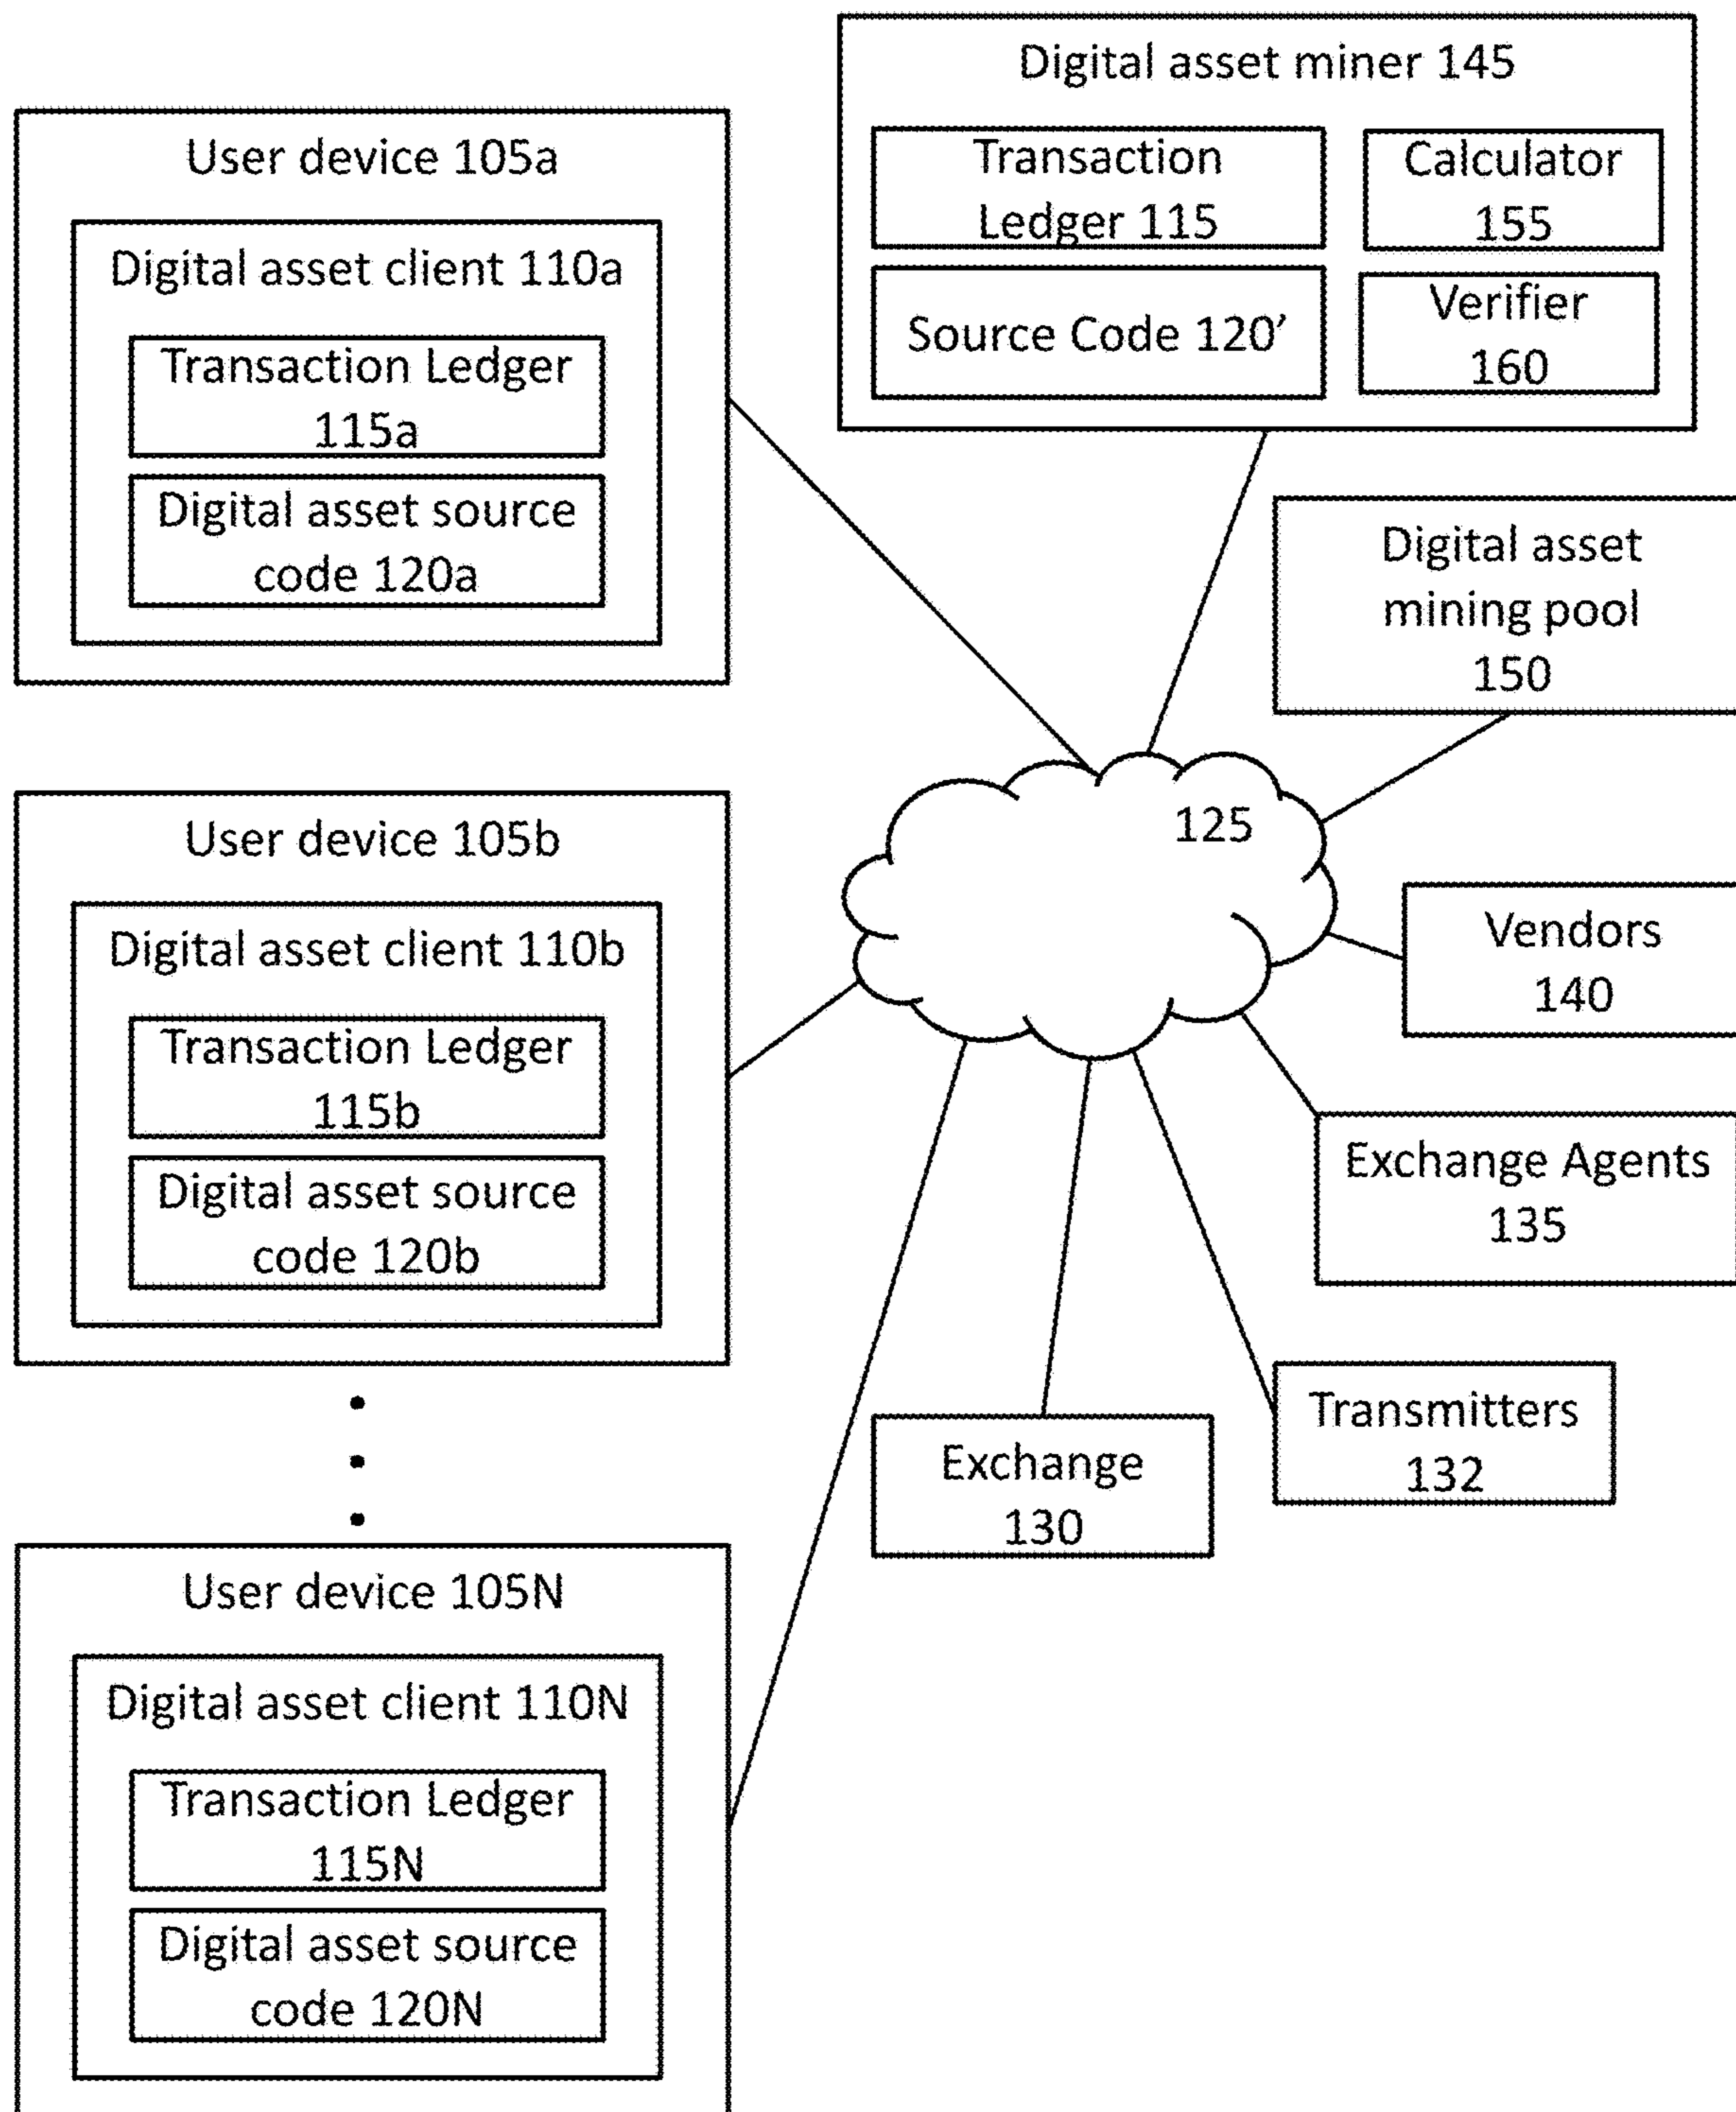 Digital asset miner 145
Transaction
Ledger 115
Calculator
155
Source Code 120’
Verifier
160
User device 105a
Digital asset client 110a
Transaction Ledger
115a
Digital asset source
code 120a
Digital asset
mining pool
150
125
User device 105b
Digital asset client 110b
Transaction Ledger
115b
Digital asset source
code 120b
Vendors
140
Exchange Agents
135
Transmitters
132
Exchange
130
User device 105N
Digital asset client 110N
Transaction Ledger
115N
Digital asset source
code 120N